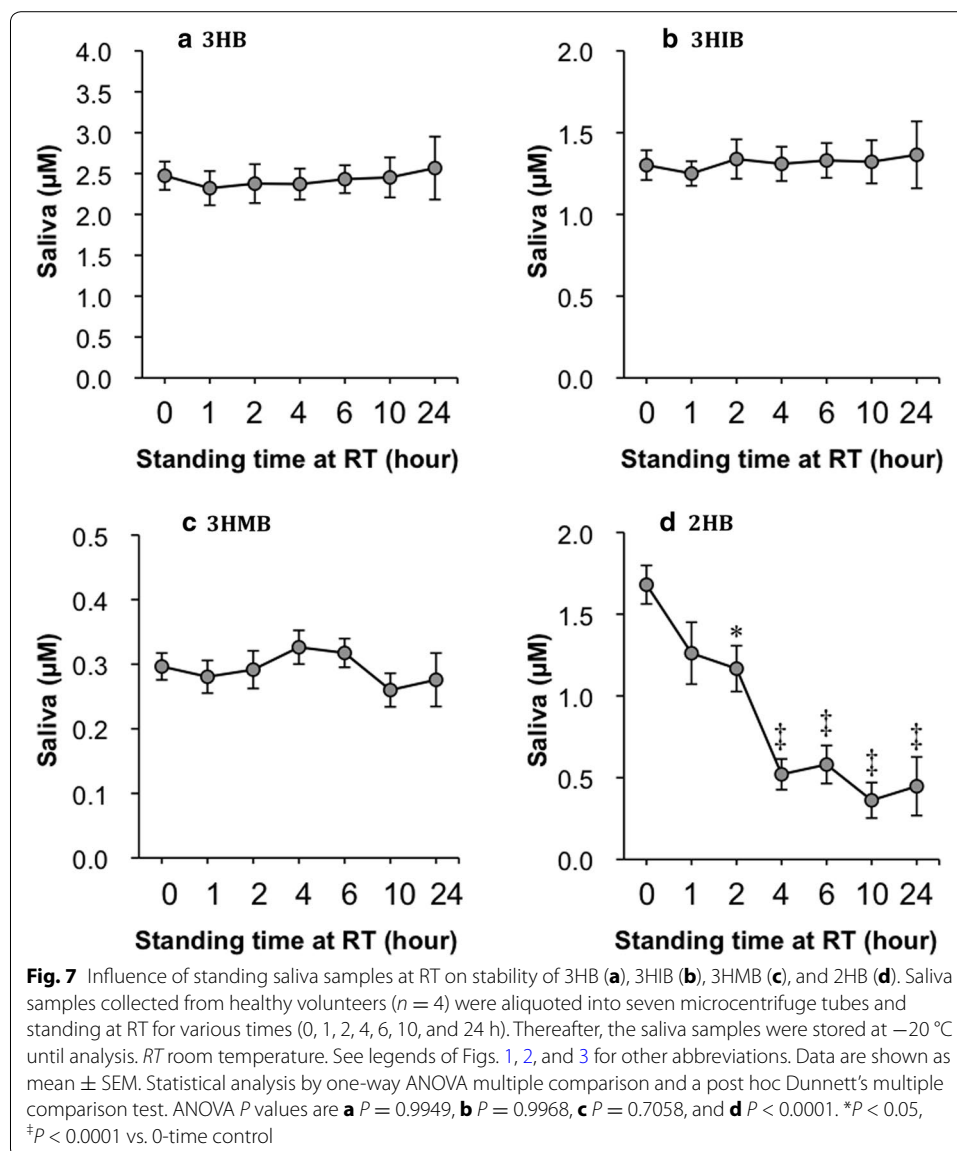 a 3HB
4.0
3.5
3.0
2.5
2.0
1.5
1.0
0.5
0.0
Saliva (µM)
0 1 2 4 6 10 24
Standing time at RT (hour)
b 3HIB
2.0
1.5
1.0
0.5
0.0
Saliva (µM)
0 1 2 4 6 10 24
Standing time at RT (hour)
c 3HMB
0.5
0.4
0.3
0.2
0.1
0.0
Saliva (µM)
0 1 2 4 6 10 24
Standing time at RT (hour)
d 2HB
2.0
1.5
1.0
0.5
0.0
Saliva (µM)
* ‡ ‡ ‡ ‡
0 1 2 4 6 10 24
Standing time at RT (hour)
Fig. 7 Influence of standing saliva samples at RT on stability of 3HB (a), 3HIB (b), 3HMB (c), and 2HB (d). Saliva
samples collected from healthy volunteers (n = 4) were aliquoted into seven microcentrifuge tubes and
standing at RT for various times (0, 1, 2, 4, 6, 10, and 24 h). Thereafter, the saliva samples were stored at −20 °C
until analysis. RT room temperature. See legends of Figs. 1, 2, and 3 for other abbreviations. Data are shown as
mean ± SEM. Statistical analysis by one-way ANOVA multiple comparison and a post hoc Dunnett's multiple
comparison test. ANOVA P values are a P = 0.9949, b P = 0.9968, c P = 0.7058, and d P < 0.0001. *P < 0.05,
‡P < 0.0001 vs. 0-time control